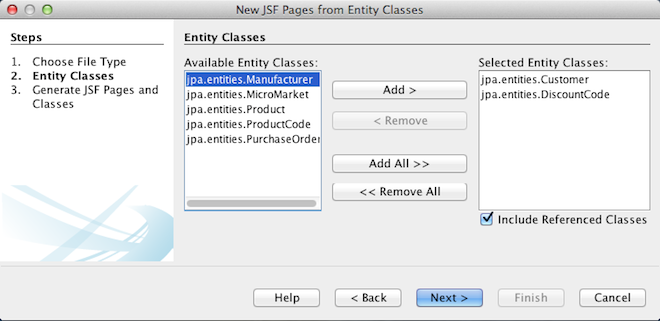 New JSF Pages from Entity Classes
Steps
1. Choose File Type
2. Entity Classes
3. Generate JSF Pages and
Classes
Entity Classes
Available Entity Classes:
jpa.entities.Manufacturer
jpa.entities.MicroMarket
jpa.entities.Product
jpa.entities.ProductCode
jpa.entities.PurchaseOrder
Add >
< Remove
Add All >>
<< Remove All
Selected Entity Classes:
jpa.entities.Customer
jpa.entities.DiscountCode
Include Referenced Classes
Help
< Back
Next >
Finish
Cancel